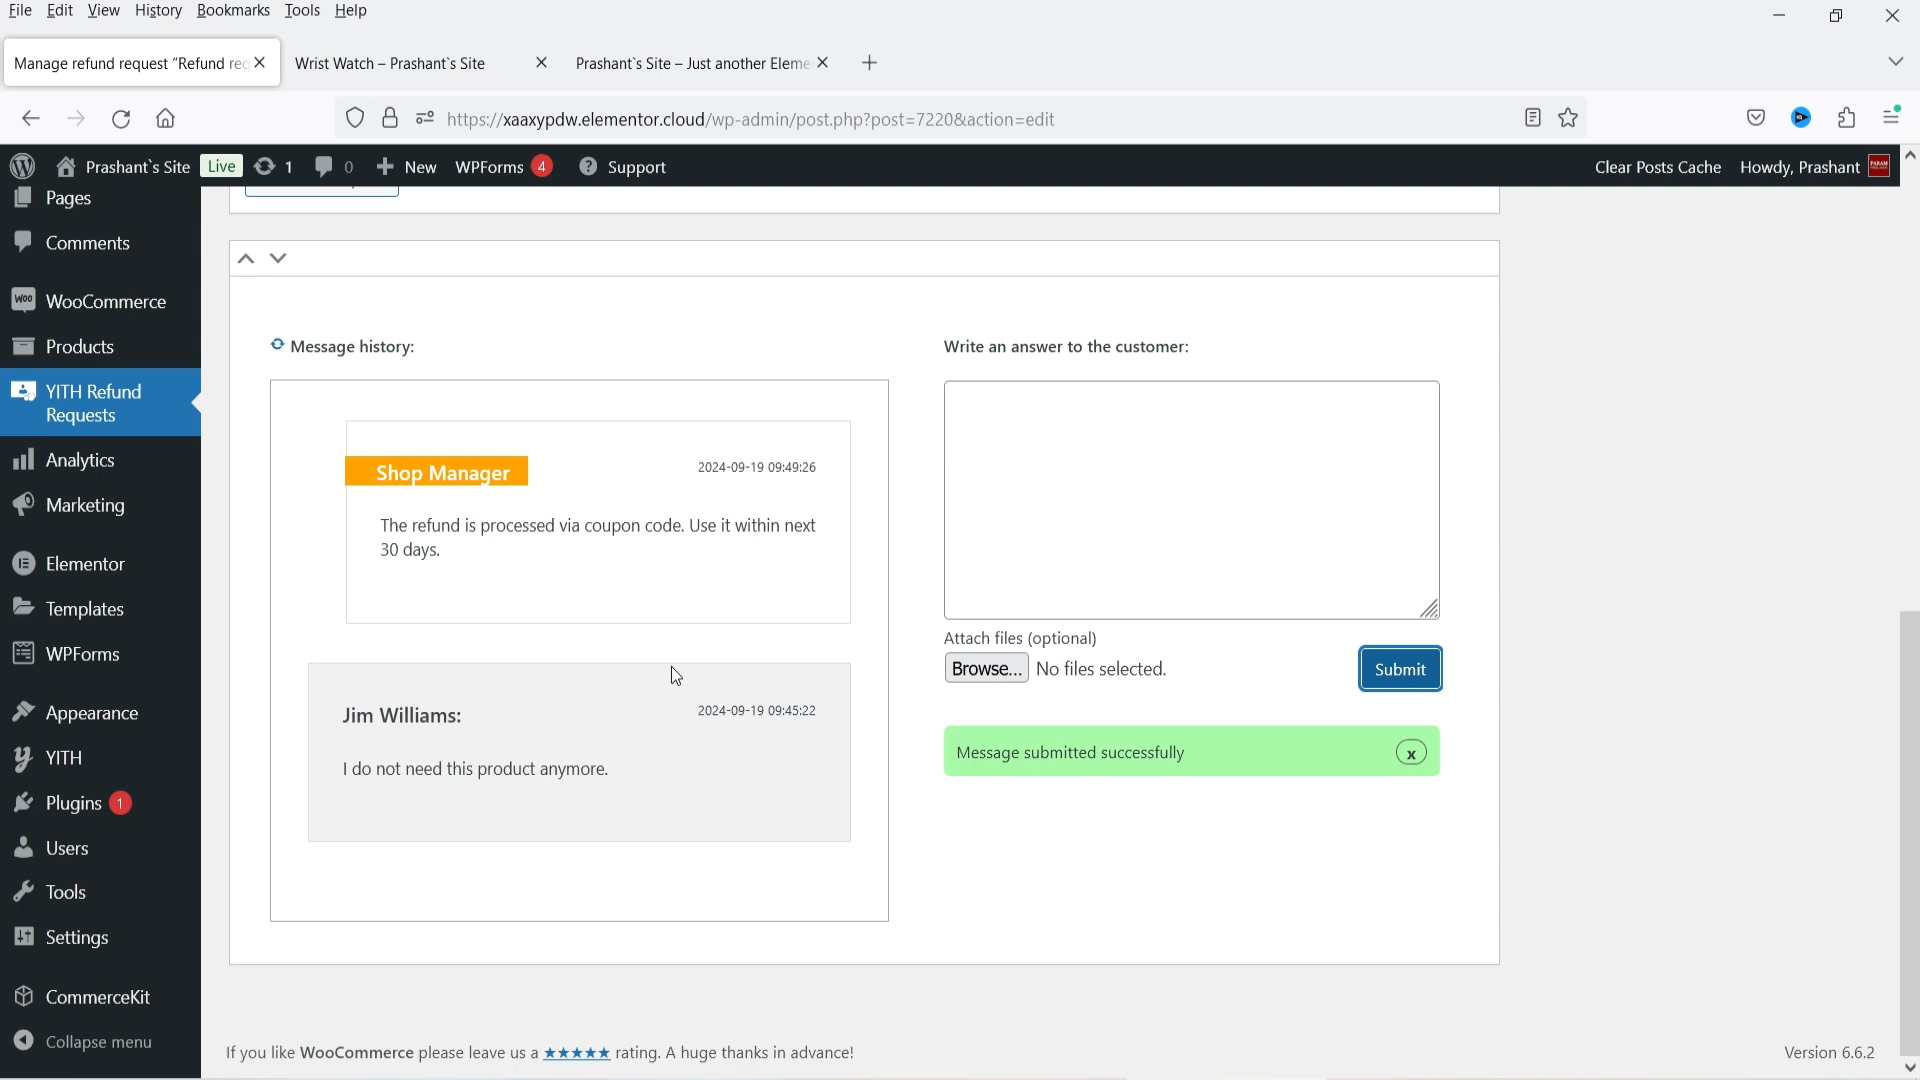 File Edit View History Bookmarks Tools Help
Manage refund request "Refund req
Wrist Watch – Prashant`s Site
Prashant`s Site – Just another Eleme
https://xaaxypdw.elementor.cloud/wp-admin/post.php?post=7220&action=edit
Prashant`s Site Live 1 0 New WPForms 4 Support Clear Posts Cache Howdy, Prashant
Pages
Comments
WooCommerce
Products
YITH Refund
Requests
Analytics
Marketing
Elementor
Templates
WPForms
Appearance
YITH
Plugins 1
Users
Tools
Settings
CommerceKit
Collapse menu
Message history:
Shop Manager 2024-09-19 09:49:26
The refund is processed via coupon code. Use it within next
30 days.
Jim Williams: 2024-09-19 09:45:22
I do not need this product anymore.
Write an answer to the customer:
Attach files (optional)
Browse... No files selected.
Submit
Message submitted successfully x
If you like WooCommerce please leave us a ★★★★★ rating. A huge thanks in advance!
Version 6.6.2